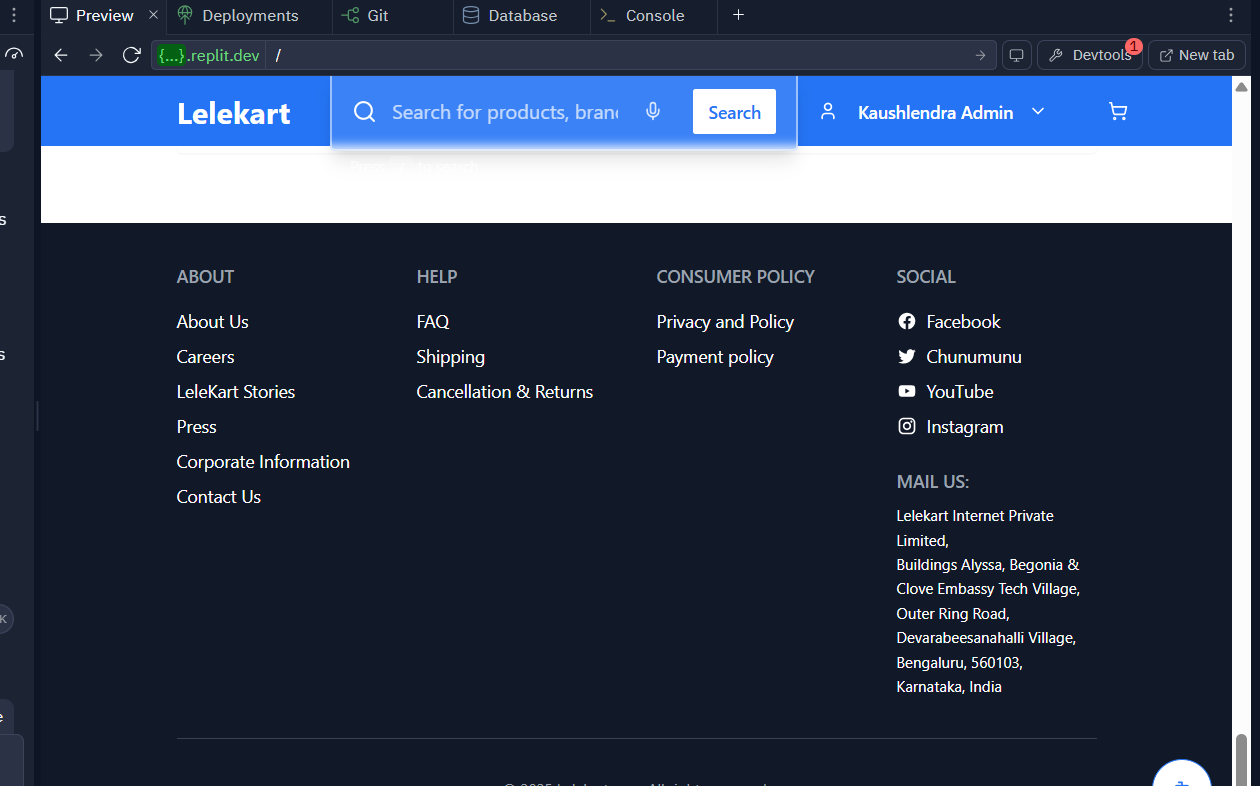 Preview
Deployments
Git
Database
Console
{...}.replit.dev
/
Devtools
1
New tab
Lelekart
Search for products, bran
Search
Kaushlendra Admin
ABOUT
About Us
Careers
LeleKart Stories
Press
Corporate Information
Contact Us
HELP
FAQ
Shipping
Cancellation & Returns
CONSUMER POLICY
Privacy and Policy
Payment policy
SOCIAL
Facebook
Chunumunu
YouTube
Instagram
MAIL US:
Lelekart Internet Private
Limited,
Buildings Alyssa, Begonia &
Clove Embassy Tech Village,
Outer Ring Road,
Devarabeesanahalli Village,
Bengaluru, 560103,
Karnataka, India
s
s
K
e